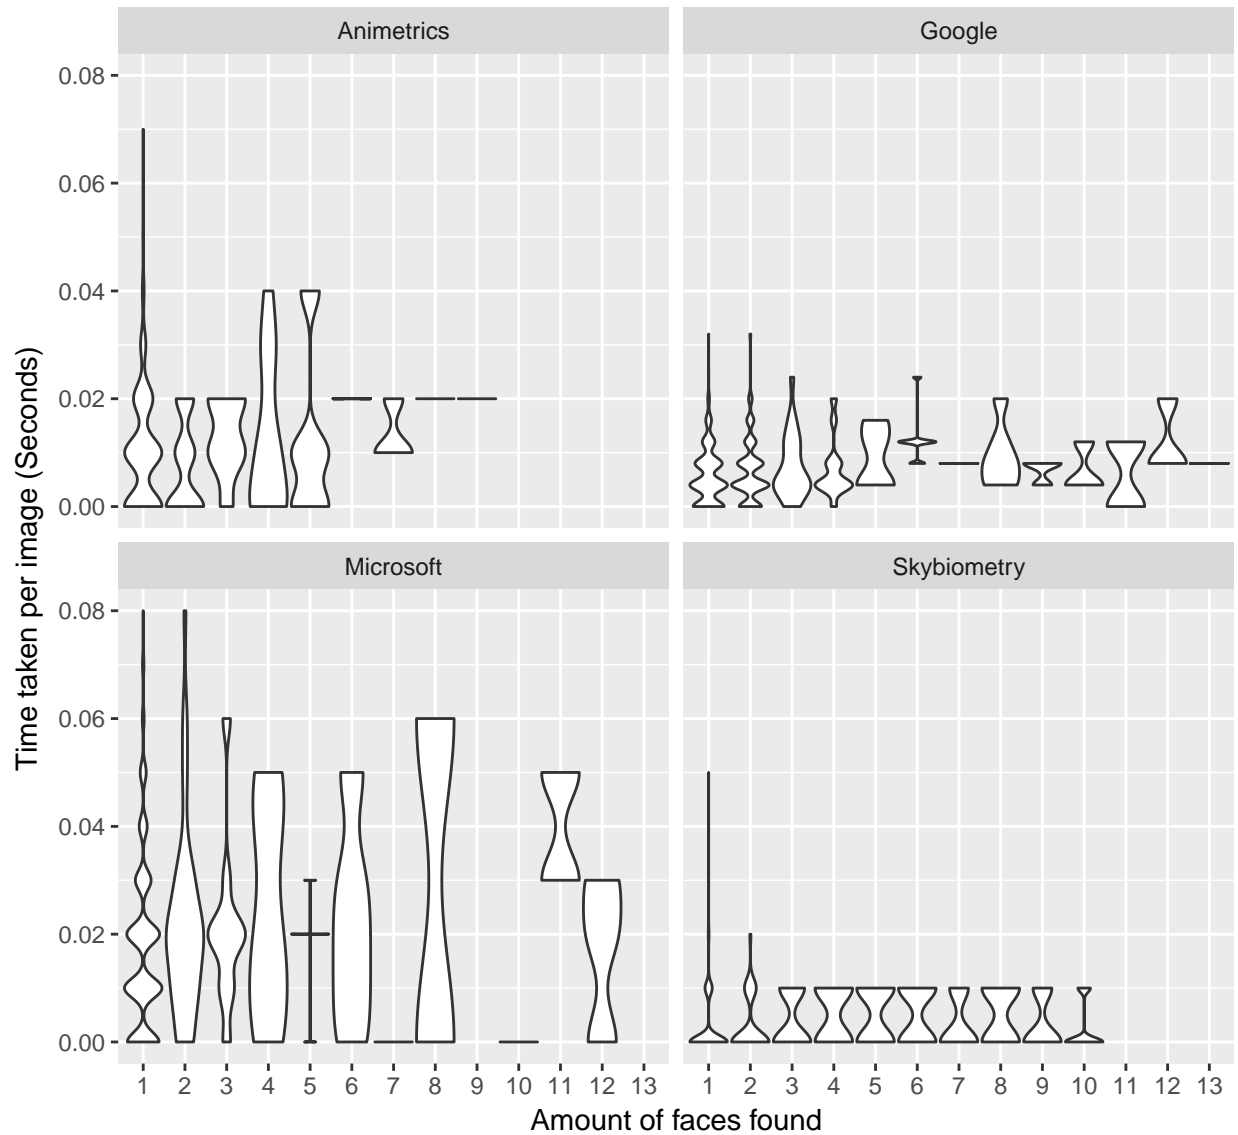 Animetrics
Google
0.08
0.06
0.04
0.02
0.00
Microsoft
Skybiometry
0.08
0.06
0.04
0.02
0.00
Time taken per image (Seconds)
1 2 3 4 5 6 7 8 9 10 11 12 13
1 2 3 4 5 6 7 8 9 10 11 12 13
Amount of faces found